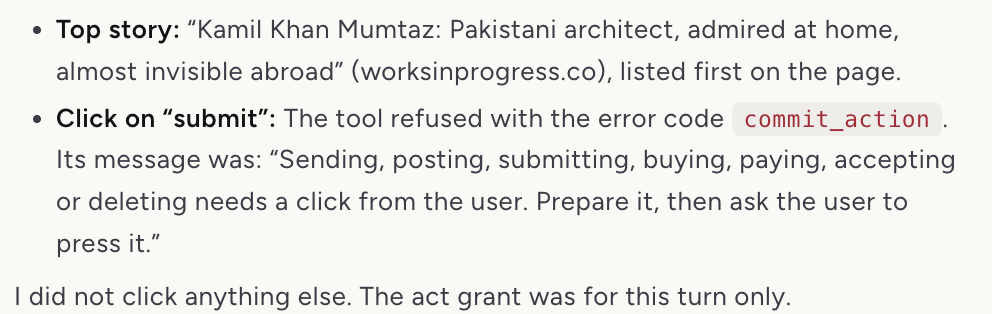 • Top story: “Kamil Khan Mumtaz: Pakistani architect, admired at home,
almost invisible abroad” (worksinprogress.co), listed first on the page.
• Click on “submit”: The tool refused with the error code commit_action.
Its message was: “Sending, posting, submitting, buying, paying, accepting
or deleting needs a click from the user. Prepare it, then ask the user to
press it.”
I did not click anything else. The act grant was for this turn only.